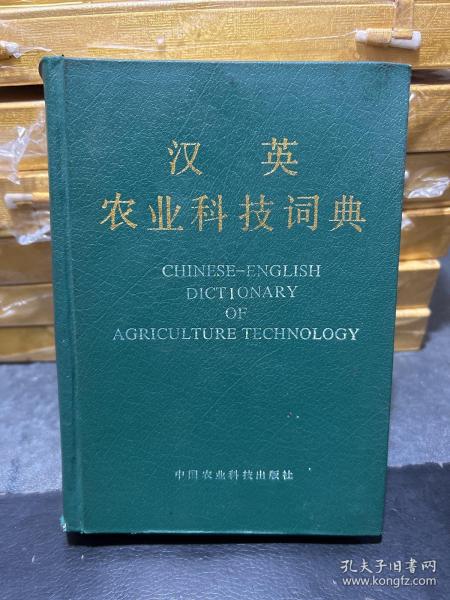 汉 英
农业科技词典
CHINESE-ENGLISH
DICTIONARY
OF
AGRICULTURE TECHNOLOGY
中国农业科技出版社
孔夫子旧书网
www.kongfz.com